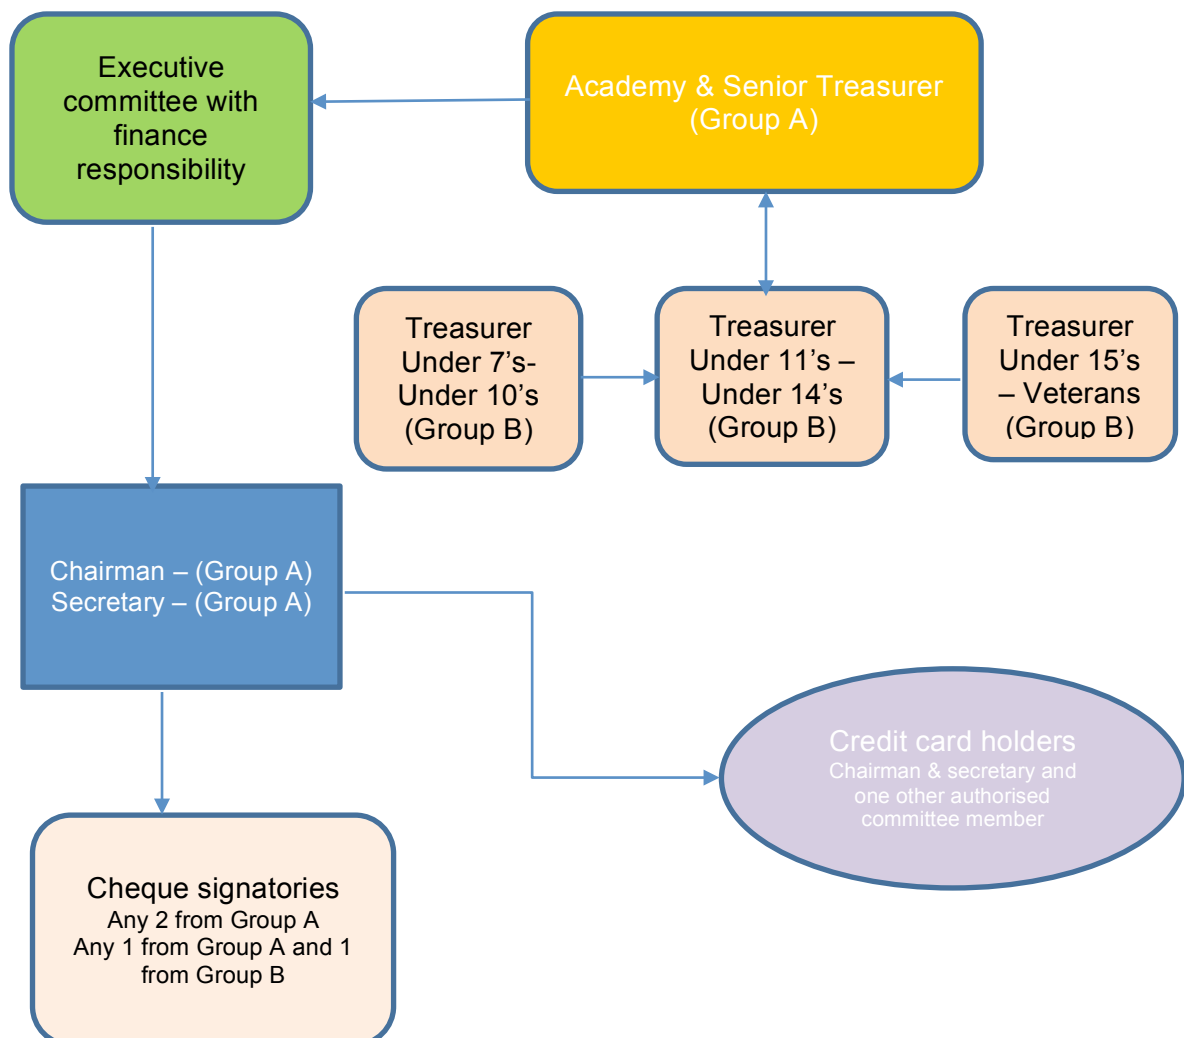 Executive
committee with
finance
responsibility
Academy & Senior Treasurer
(Group A)
Treasurer
Under 7’s-
Under 10’s
(Group B)
Treasurer
Under 11’s –
Under 14’s
(Group B)
Treasurer
Under 15’s
– Veterans
(Group B)
Chairman – (Group A)
Secretary – (Group A)
Credit card holders
Chairman & secretary and
one other authorised
committee member
Cheque signatories
Any 2 from Group A
Any 1 from Group A and 1
from Group B